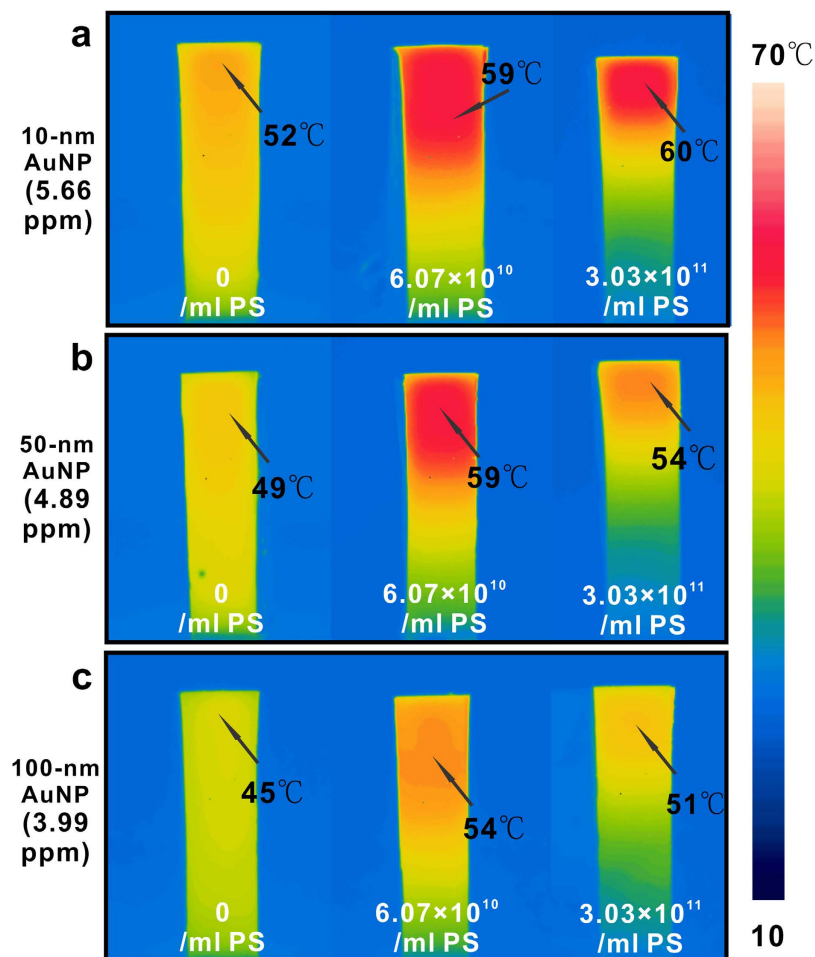 a
70℃
10-nm
AuNP
(5.66
ppm)
52℃
59℃
60℃
0
/ml PS
6.07×10¹⁰
/ml PS
3.03×10¹¹
/ml PS
b
50-nm
AuNP
(4.89
ppm)
49℃
59℃
54℃
0
/ml PS
6.07×10¹⁰
/ml PS
3.03×10¹¹
/ml PS
c
100-nm
AuNP
(3.99
ppm)
45℃
54℃
51℃
0
/ml PS
6.07×10¹⁰
/ml PS
3.03×10¹¹
/ml PS
10